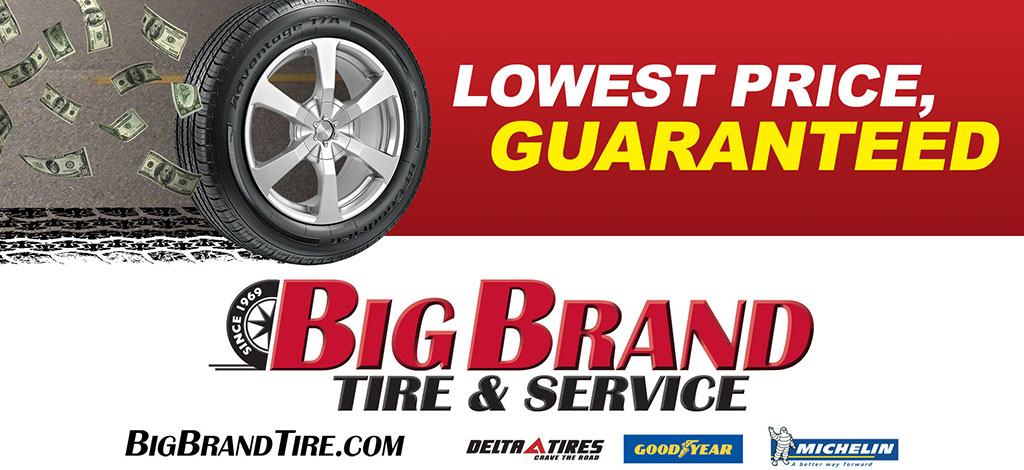 Advantage T/A
BFGoodrich
LOWEST PRICE,
GUARANTEED
SINCE 1969
BIG BRAND
TIRE & SERVICE
BIGBRANDTIRE.COM
DELTA TIRES
CRAVE THE ROAD
GOODYEAR
MICHELIN
A better way forward